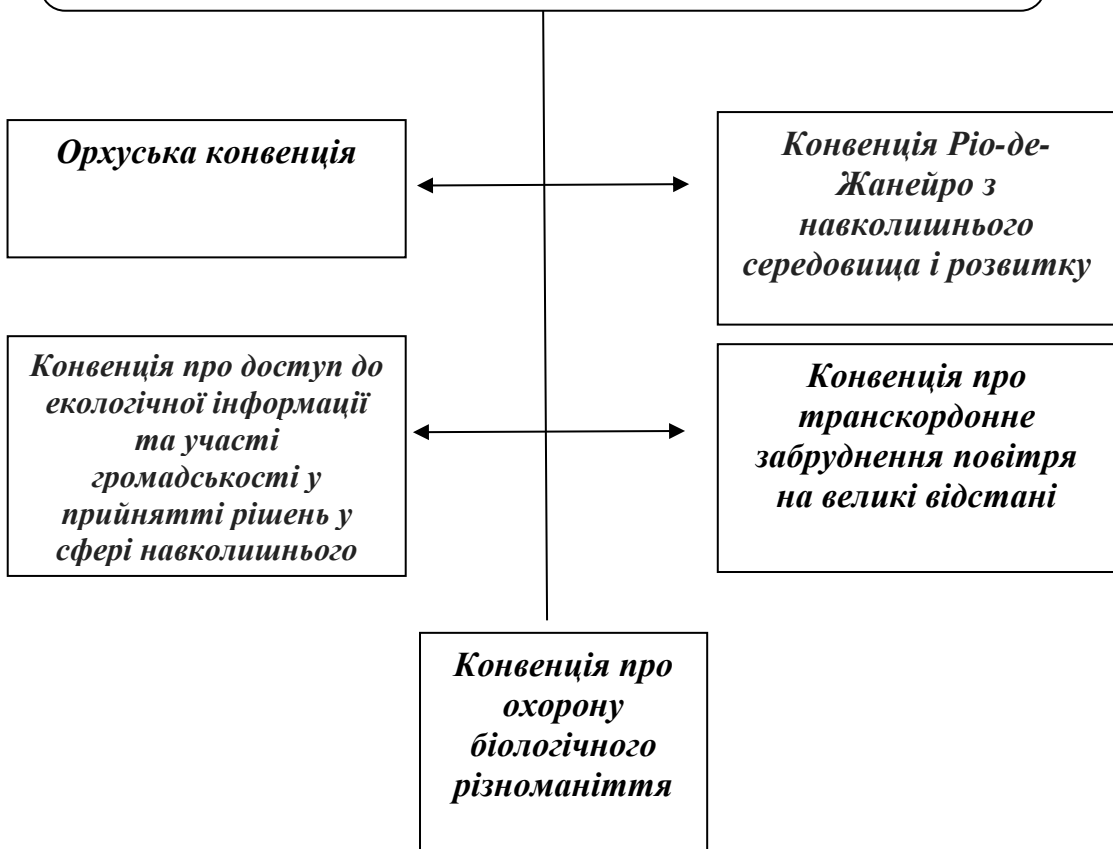 Орхуська конвенція
Конвенція Ріо-де-
Жанейро з
навколишнього
середовища і розвитку
Конвенція про доступ до
екологічної інформації
та участі
громадськості у
прийнятті рішень у
сфері навколишнього
Конвенція про
транскордонне
забруднення повітря
на великі відстані
Конвенція про
охорону
біологічного
різноманіття